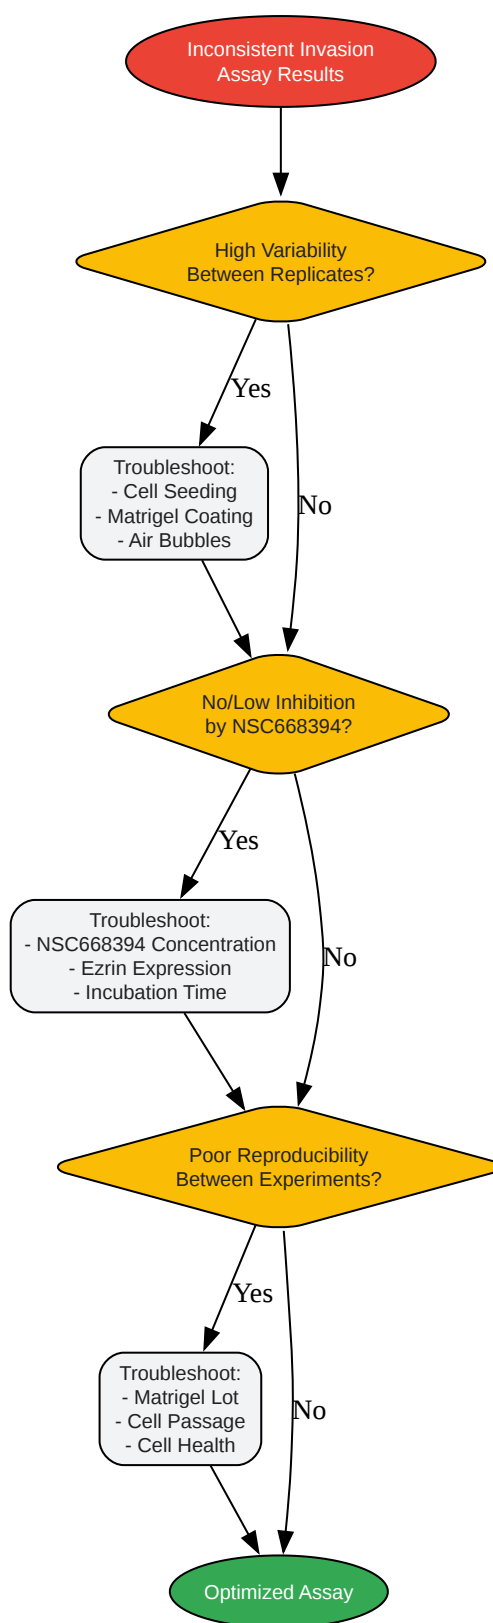 Inconsistent Invasion
Assay Results
High Variability
Between Replicates?
Yes
Troubleshoot:
- Cell Seeding
- Matrigel Coating
- Air Bubbles
No
No/Low Inhibition
by NSC668394?
Yes
Troubleshoot:
- NSC668394 Concentration
- Ezrin Expression
- Incubation Time
No
Poor Reproducibility
Between Experiments?
Yes
Troubleshoot:
- Matrigel Lot
- Cell Passage
- Cell Health
No
Optimized Assay